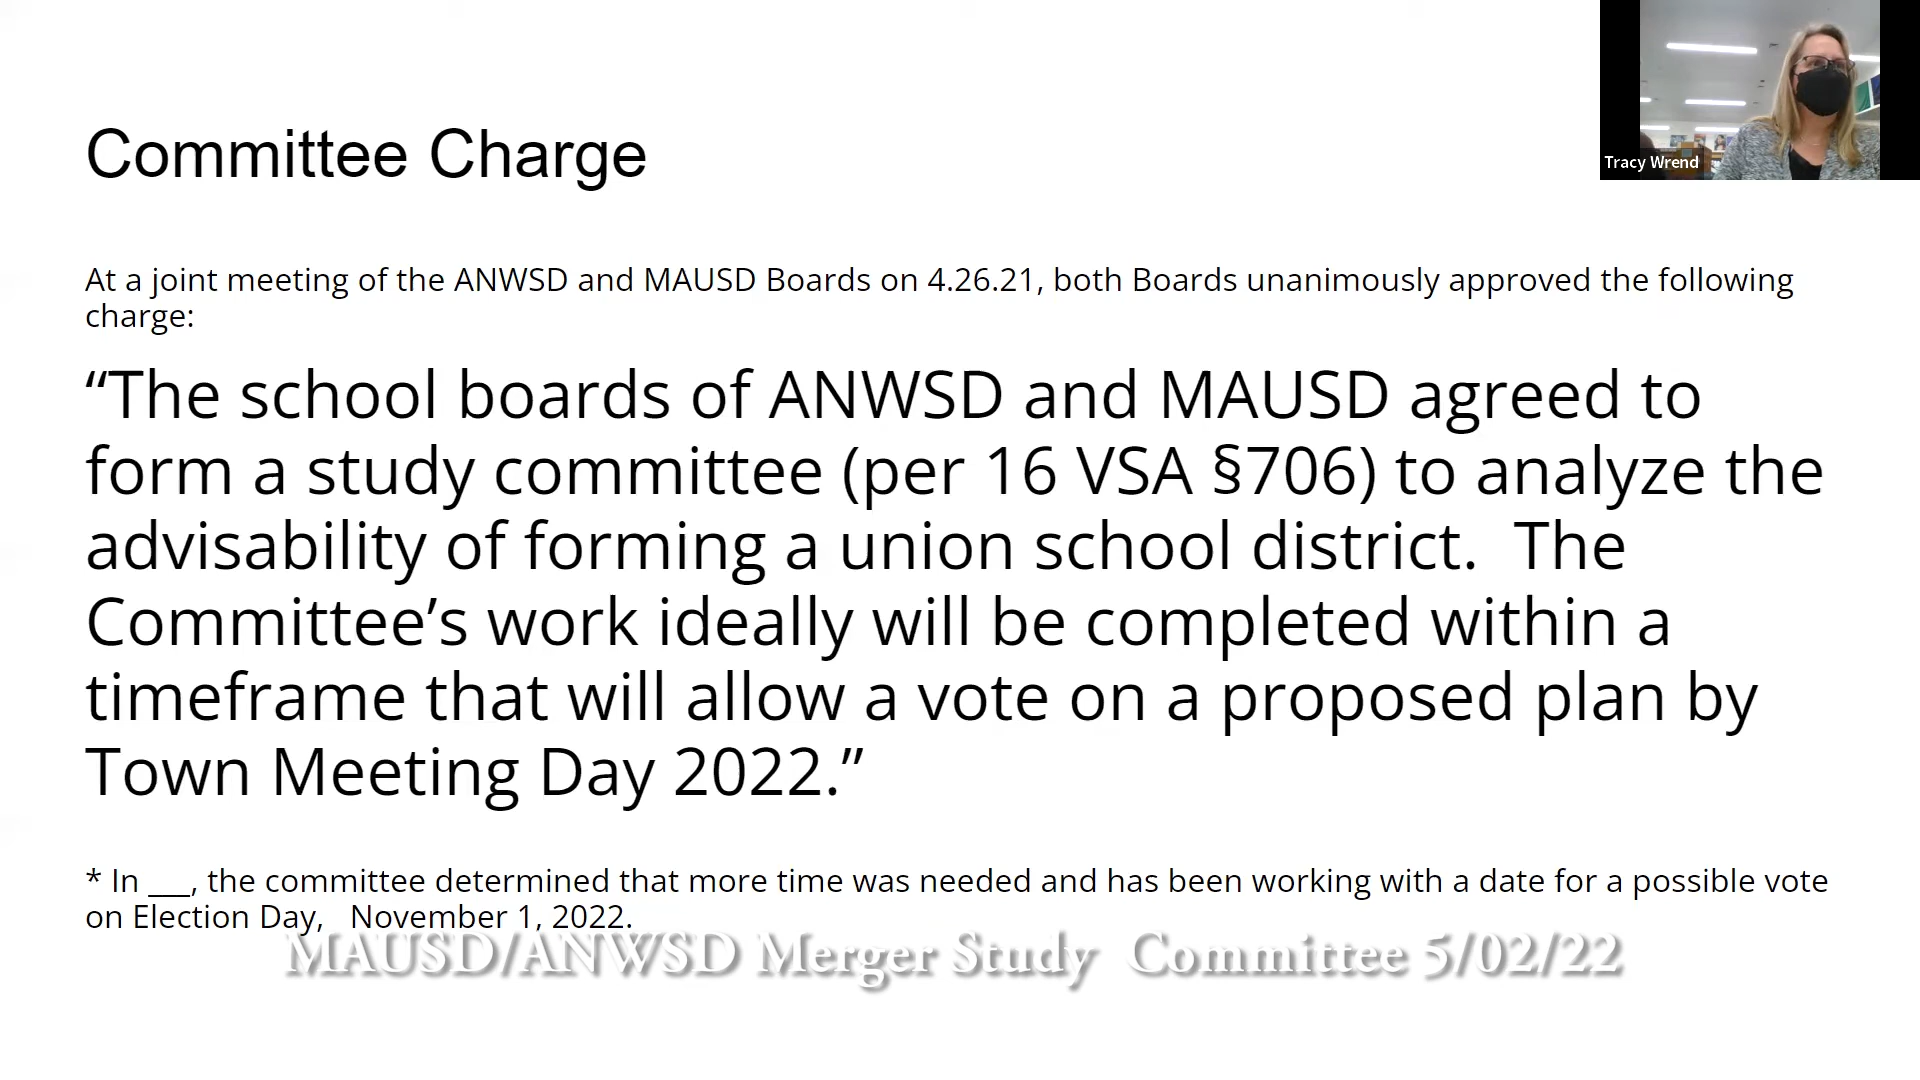 Committee Charge
Tracy Wrend
At a joint meeting of the ANWSD and MAUSD Boards on 4.26.21, both Boards unanimously approved the following
charge:
“The school boards of ANWSD and MAUSD agreed to
form a study committee (per 16 VSA §706) to analyze the
advisability of forming a union school district.  The
Committee’s work ideally will be completed within a
timeframe that will allow a vote on a proposed plan by
Town Meeting Day 2022.”
* In ___, the committee determined that more time was needed and has been working with a date for a possible vote
on Election Day,   November 1, 2022.
MAUSD/ANWSD Merger Study  Committee 5/02/22